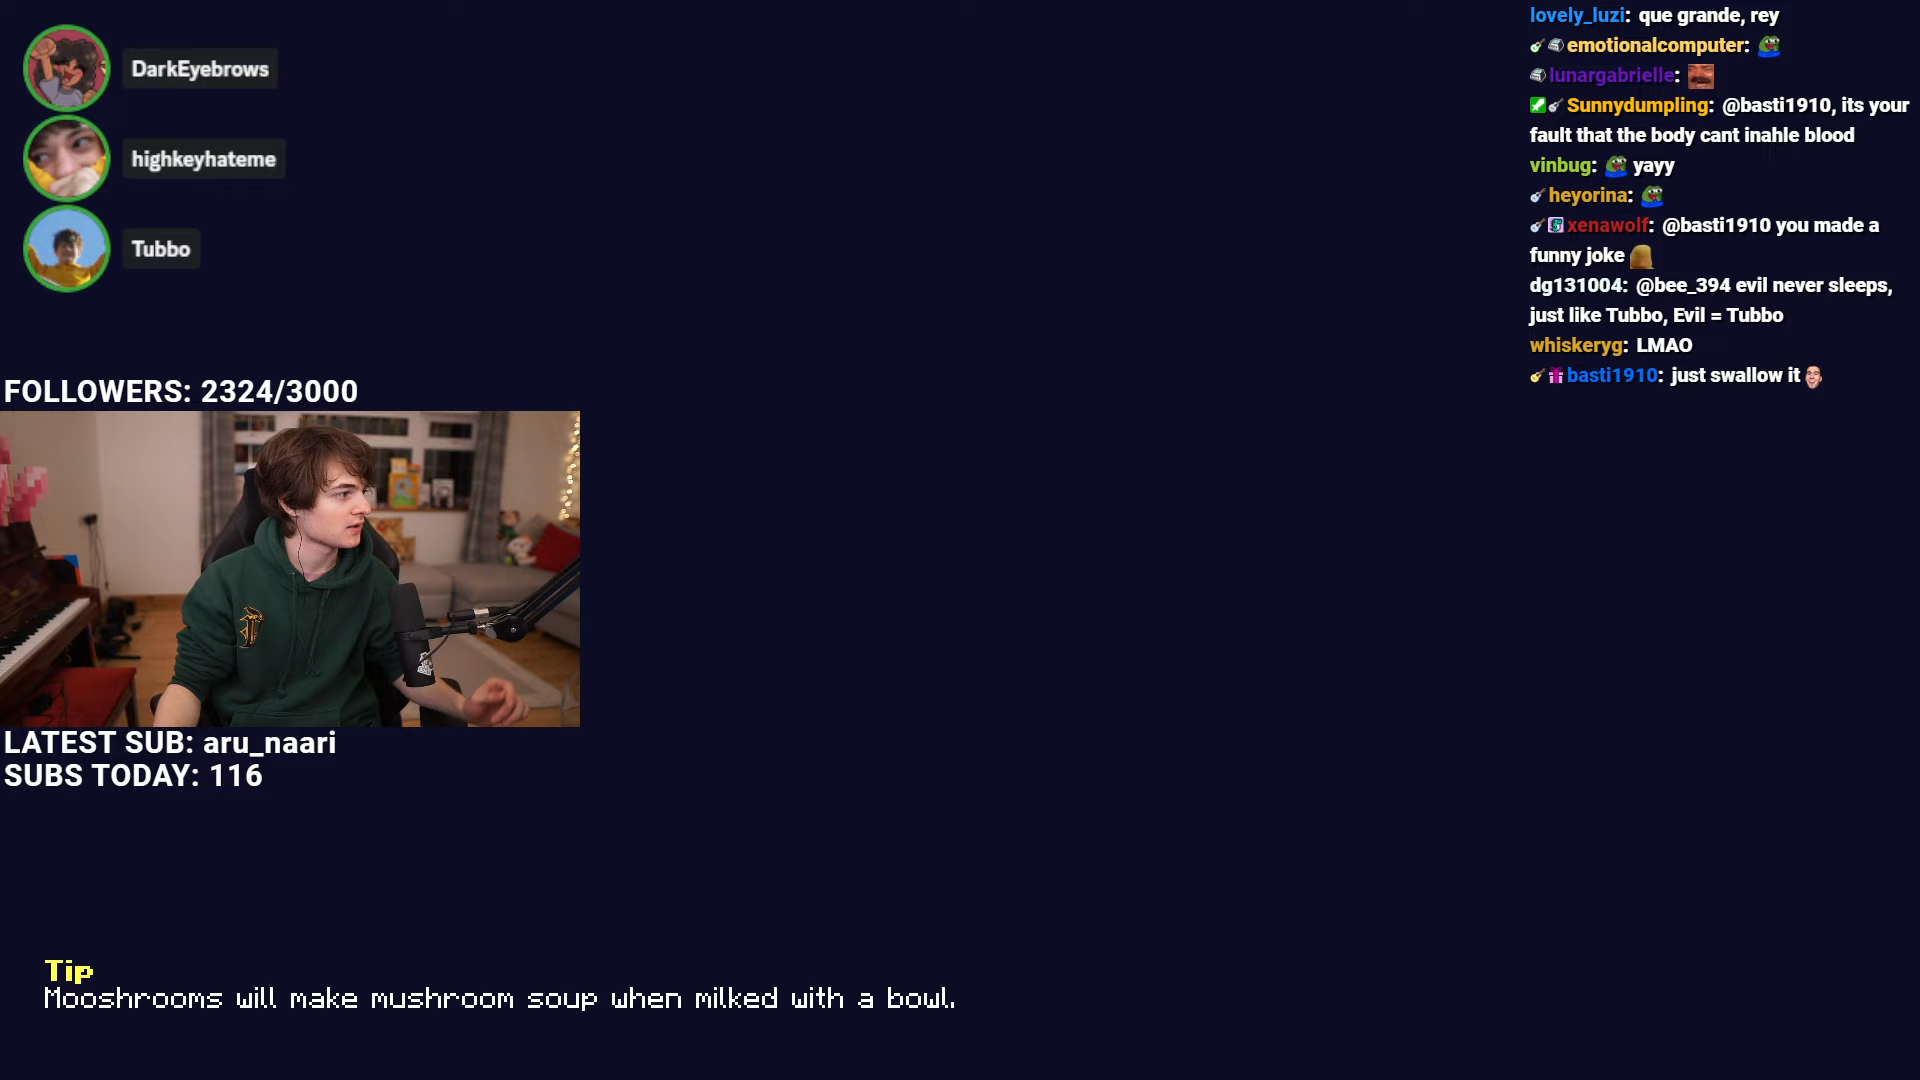 DarkEyebrows
highkeyhateme
Tubbo
FOLLOWERS: 2324/3000
LATEST SUB: aru_naari
SUBS TODAY: 116
Tip
Mooshrooms will make mushroom soup when milked with a bowl.
lovely_luzi: que grande, rey
emotionalcomputer:
lunargabrielle:
Sunnydumpling: @basti1910, its your
fault that the body cant inahle blood
vinbug: yayy
heyorina:
xenawolf: @basti1910 you made a
funny joke
dg131004: @bee_394 evil never sleeps,
just like Tubbo, Evil = Tubbo
whiskeryg: LMAO
basti1910: just swallow it